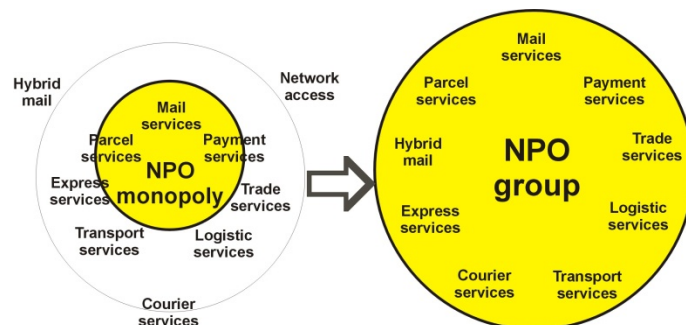 Hybrid
mail
Network
access
Mail
services
Parcel
services
Payment
services
NPO
monopoly
Express
services
Trade
services
Transport
services
Logistic
services
Courier
services
Mail
services
Parcel
services
Payment
services
Hybrid
mail
NPO
group
Trade
services
Express
services
Logistic
services
Courier
services
Transport
services